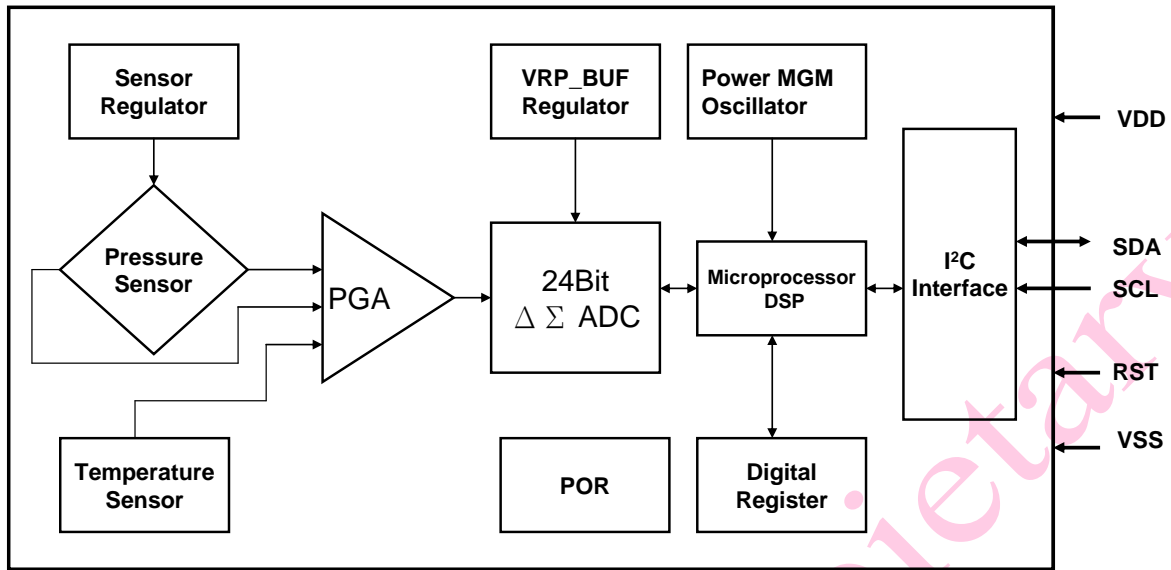 Sensor
Regulator
VRP_BUF
Regulator
Power MGM
Oscillator
VDD
Pressure
Sensor
PGA
24Bit
Δ Σ ADC
Microprocessor
DSP
I²C
Interface
SDA
SCL
RST
VSS
Temperature
Sensor
POR
Digital
Register